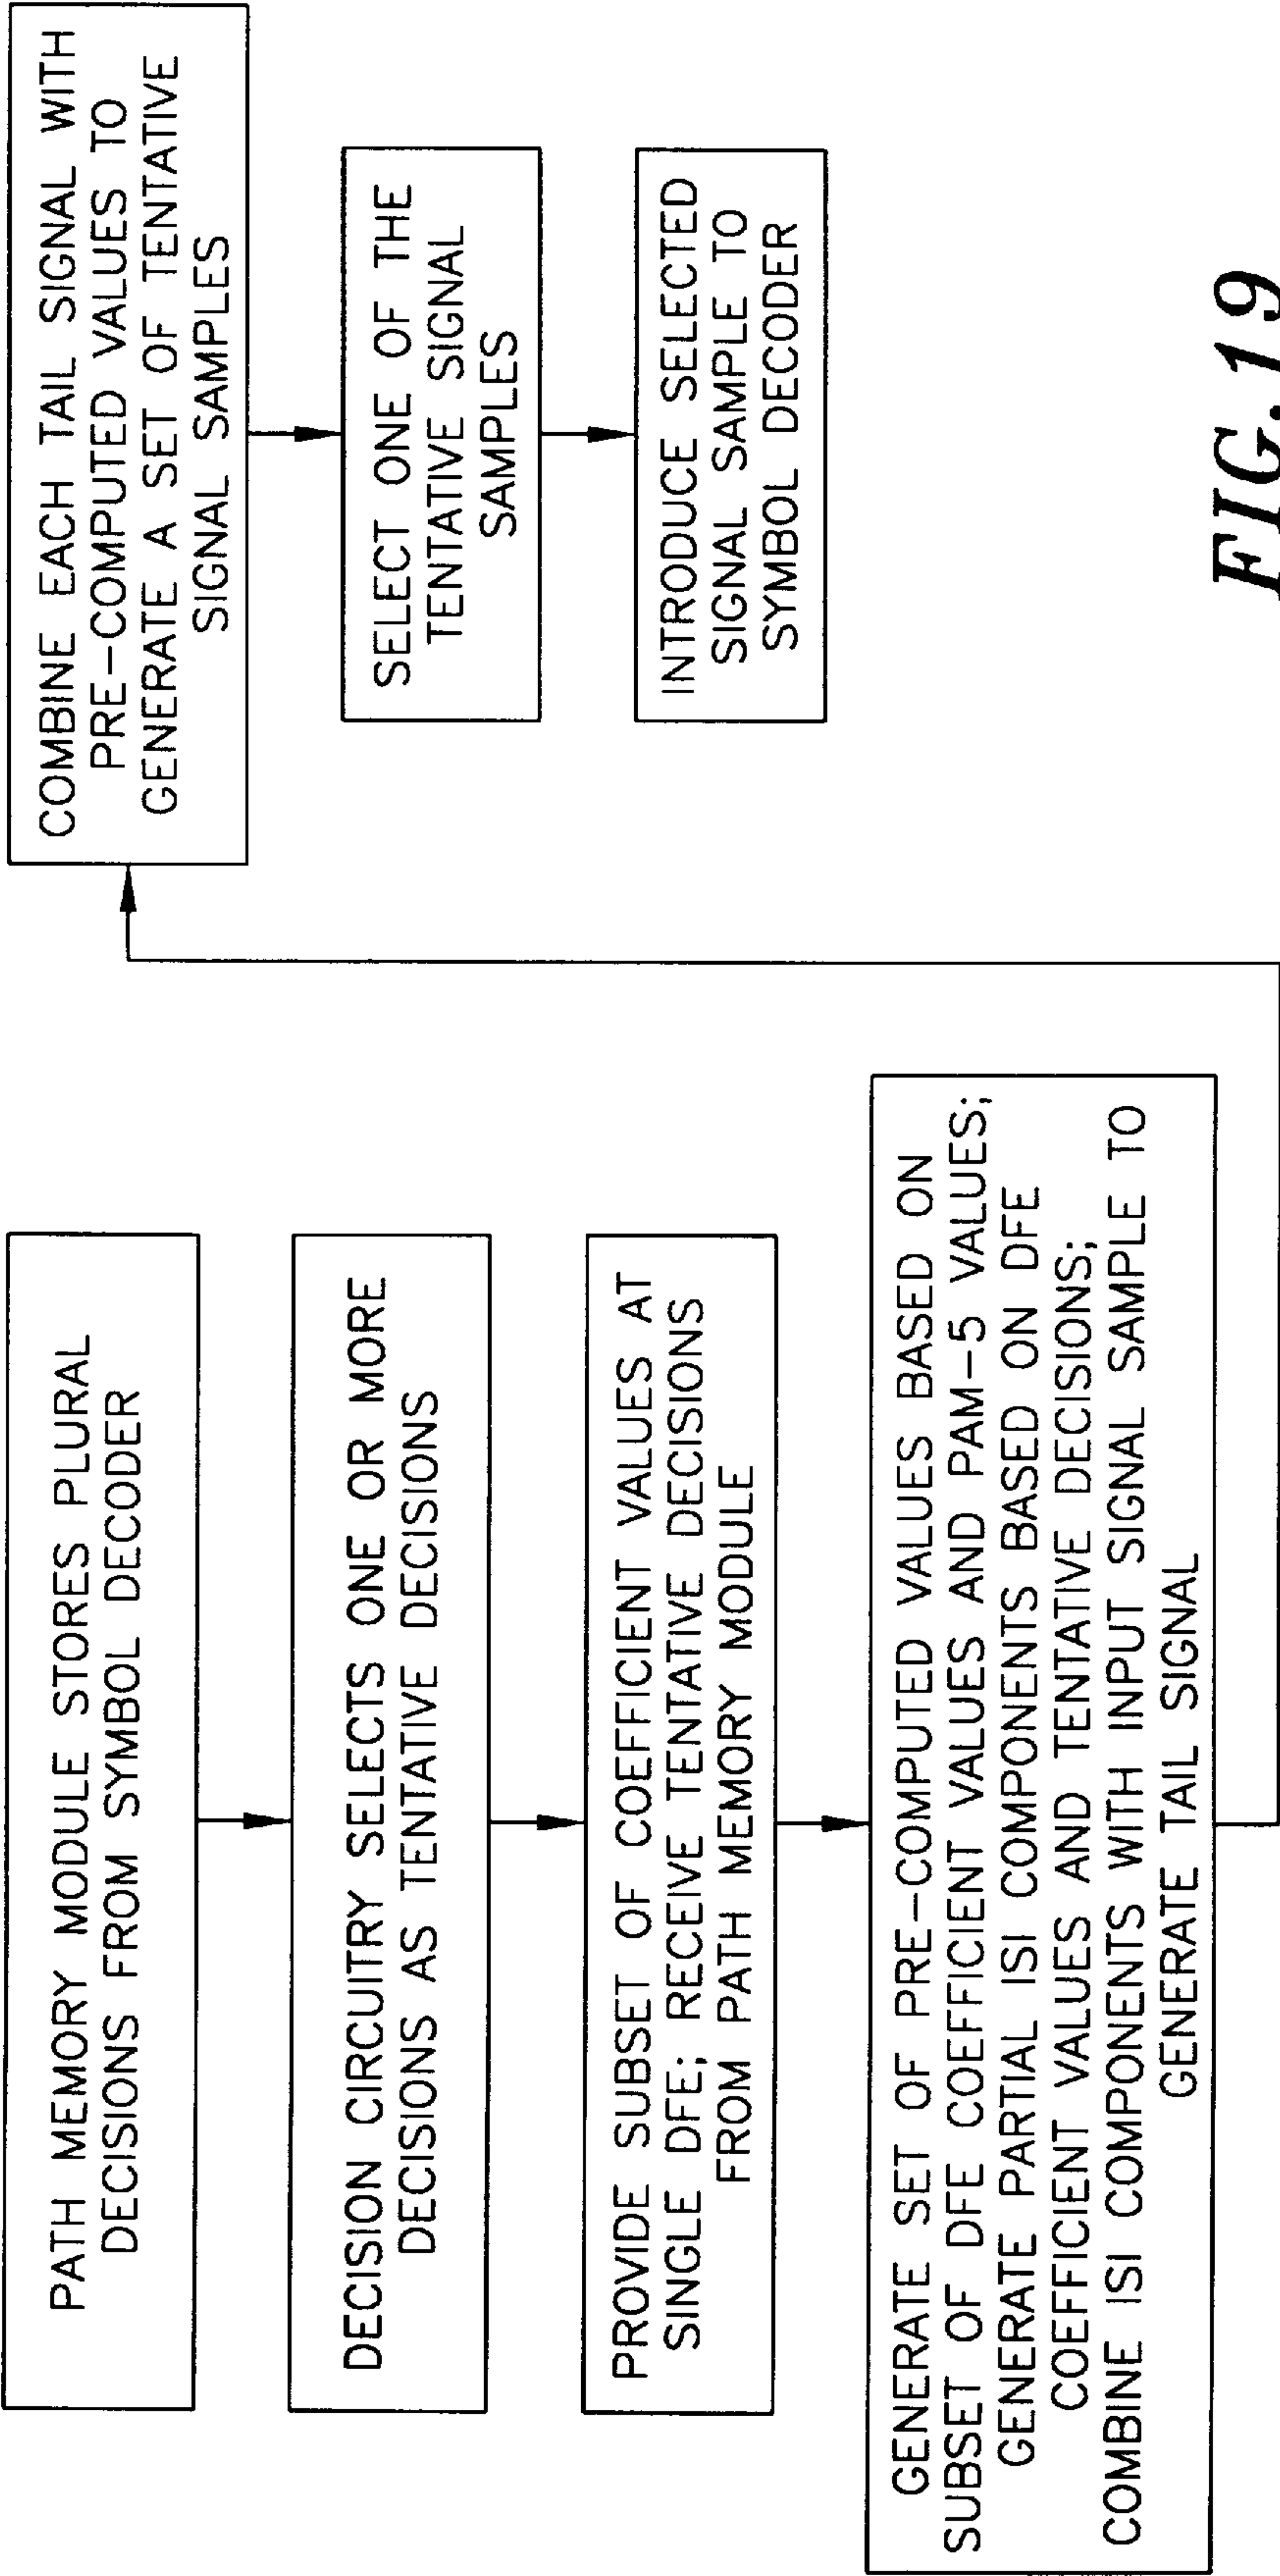 PATH MEMORY MODULE STORES PLURAL
DECISIONS FROM SYMBOL DECODER
DECISION CIRCUITRY SELECTS ONE OR MORE
DECISIONS AS TENTATIVE DECISIONS
PROVIDE SUBSET OF COEFFICIENT VALUES AT
SINGLE DFE; RECEIVE TENTATIVE DECISIONS
FROM PATH MEMORY MODULE
GENERATE SET OF PRE-COMPUTED VALUES BASED ON
SUBSET OF DFE COEFFICIENT VALUES AND PAM-5 VALUES;
GENERATE PARTIAL ISI COMPONENTS BASED ON DFE
COEFFICIENT VALUES AND TENTATIVE DECISIONS;
COMBINE ISI COMPONENTS WITH INPUT SIGNAL SAMPLE TO
GENERATE TAIL SIGNAL
COMBINE EACH TAIL SIGNAL WITH
PRE-COMPUTED VALUES TO
GENERATE A SET OF TENTATIVE
SIGNAL SAMPLES
SELECT ONE OF THE
TENTATIVE SIGNAL
SAMPLES
INTRODUCE SELECTED
SIGNAL SAMPLE TO
SYMBOL DECODER
FIG.19